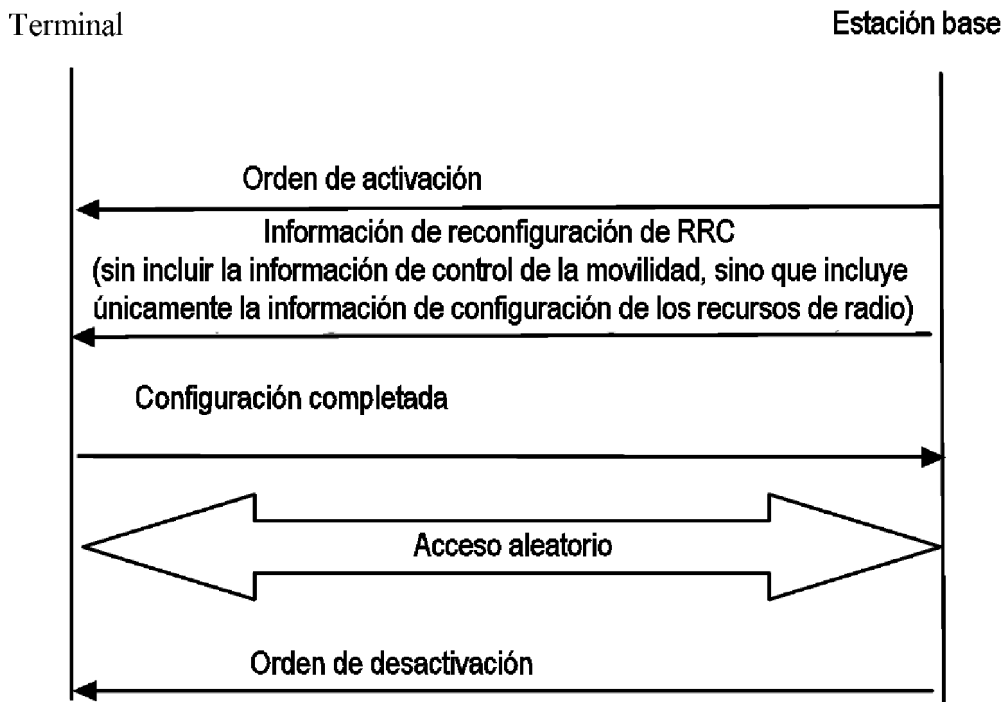 Terminal
Estación base
Orden de activación
Información de reconfiguración de RRC
(sin incluir la información de control de la movilidad, sino que incluye
únicamente la información de configuración de los recursos de radio)
Configuración completada
Acceso aleatorio
Orden de desactivación